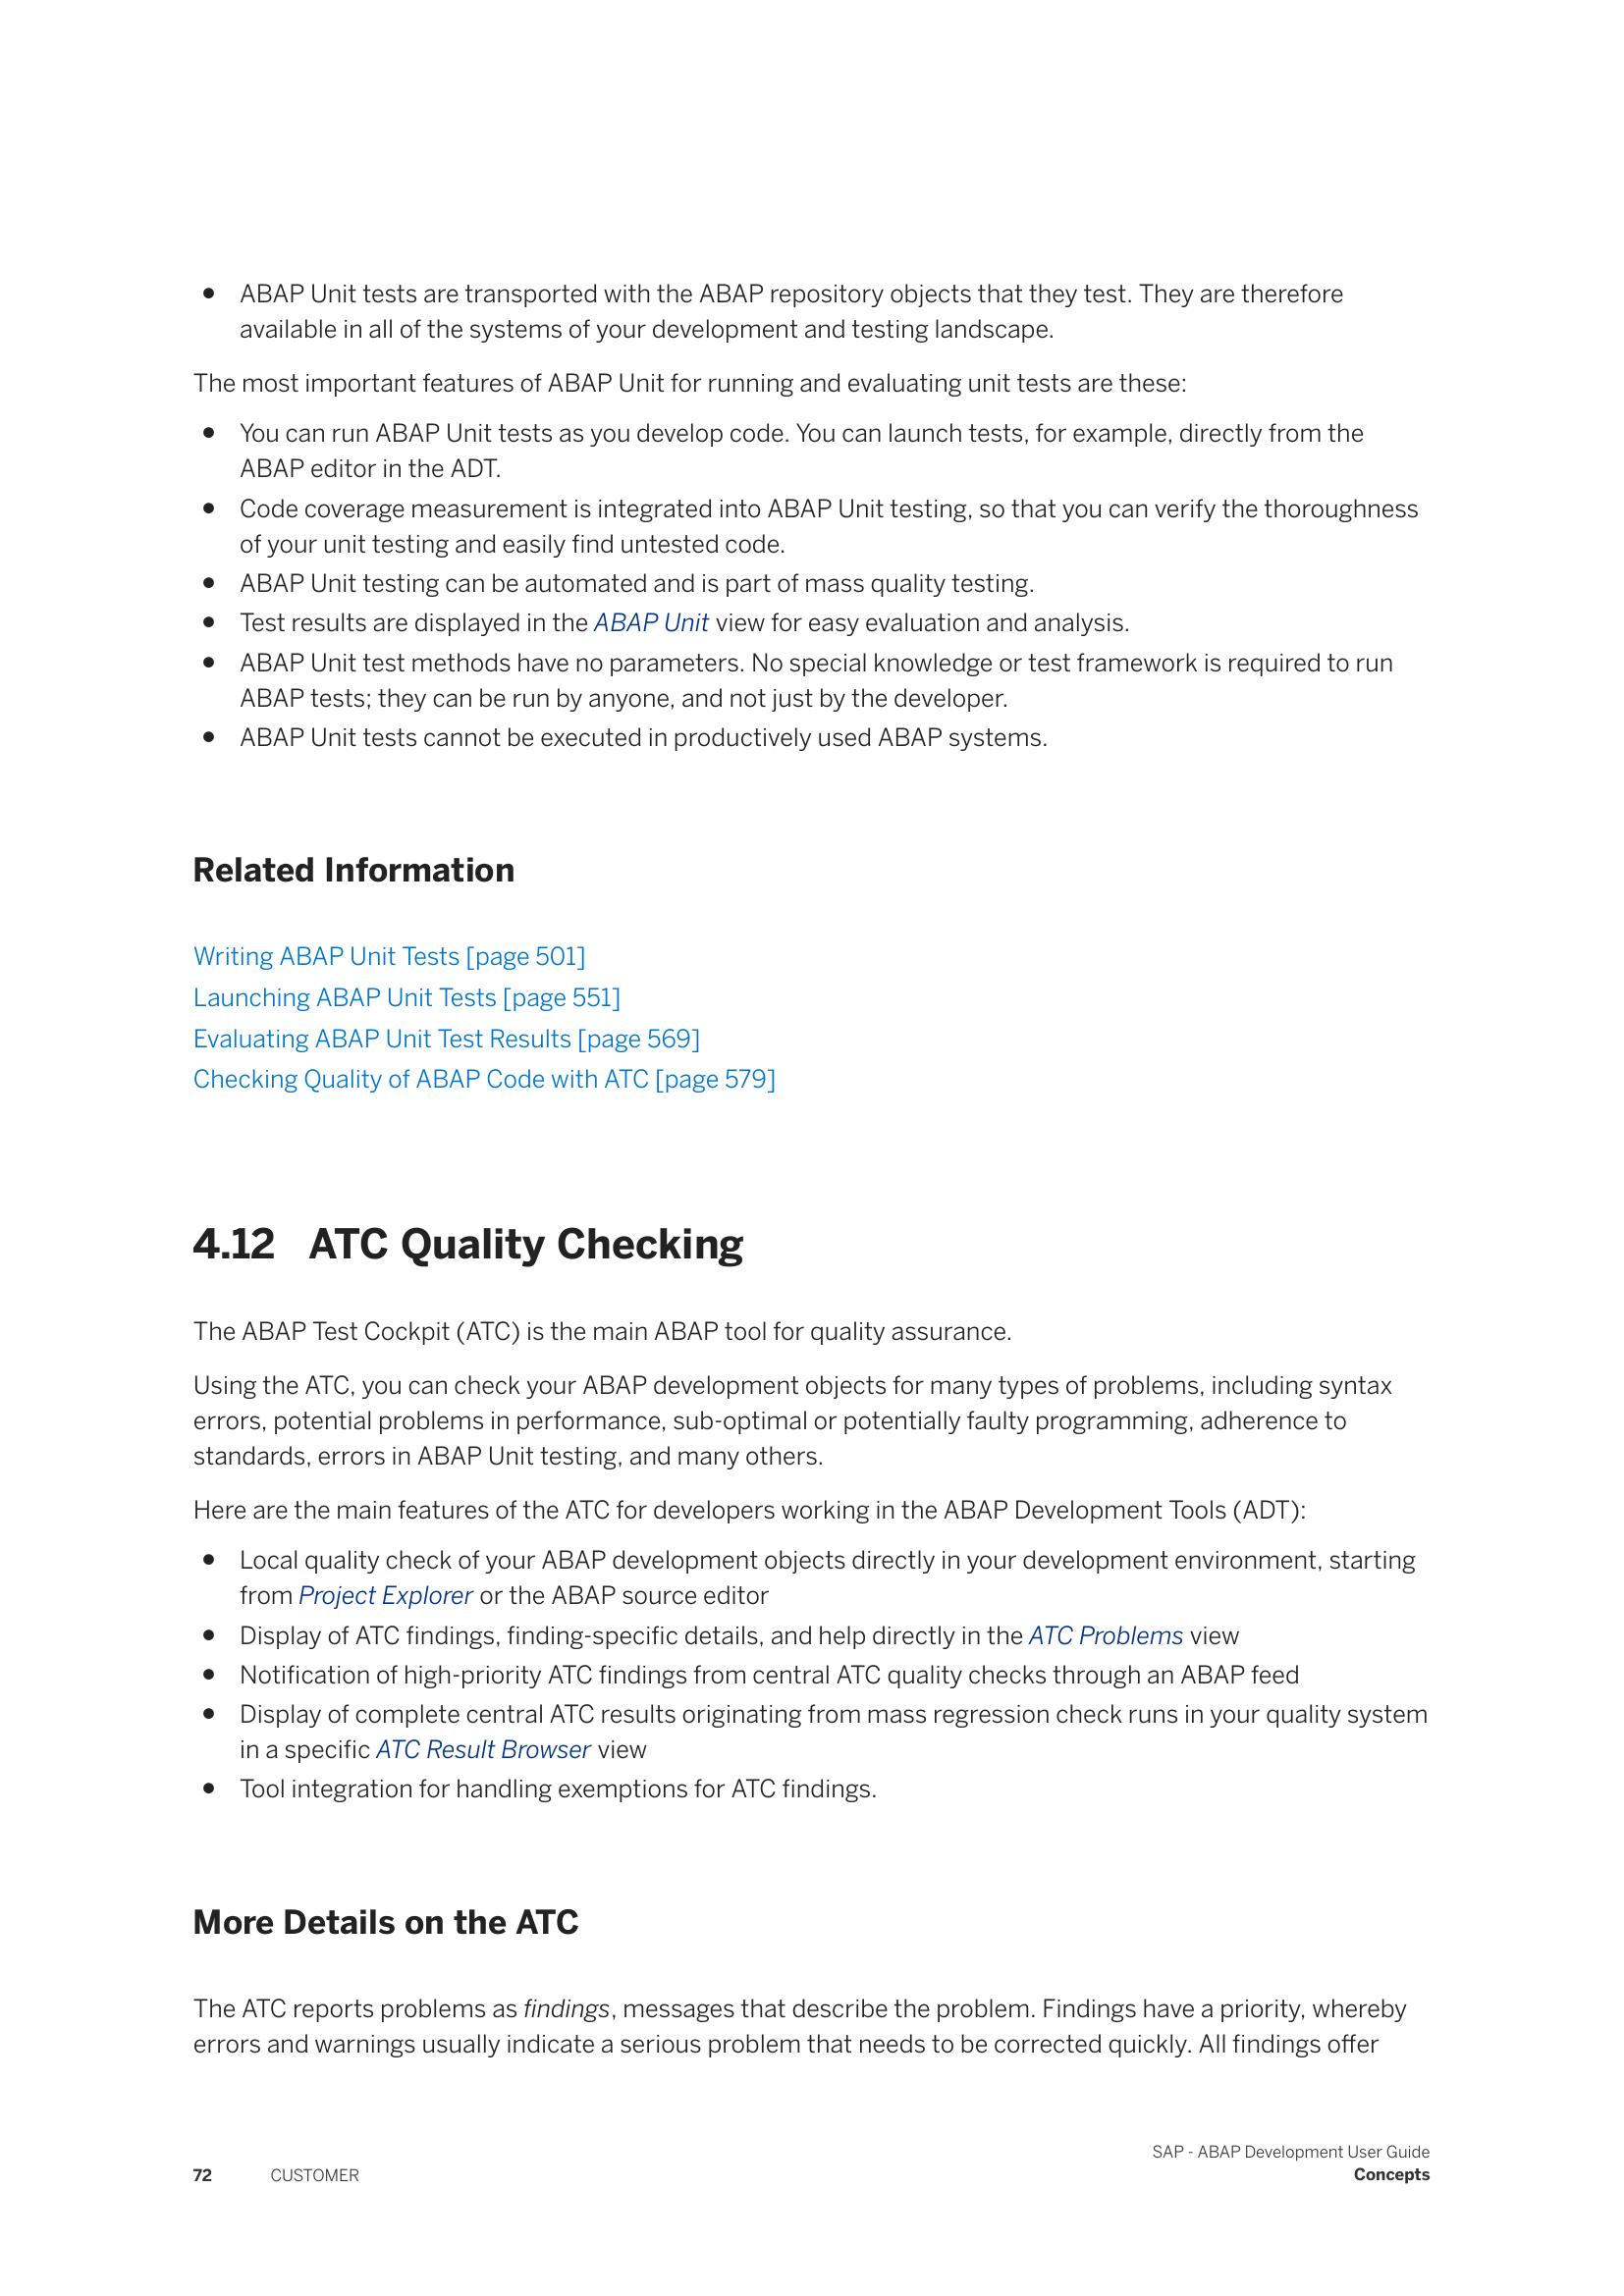 • ABAP Unit tests are transported with the ABAP repository objects that they test. They are therefore
available in all of the systems of your development and testing landscape.
The most important features of ABAP Unit for running and evaluating unit tests are these:
• You can run ABAP Unit tests as you develop code. You can launch tests, for example, directly from the
ABAP editor in the ADT.
• Code coverage measurement is integrated into ABAP Unit testing, so that you can verify the thoroughness
of your unit testing and easily find untested code.
• ABAP Unit testing can be automated and is part of mass quality testing.
• Test results are displayed in the ABAP Unit view for easy evaluation and analysis.
• ABAP Unit test methods have no parameters. No special knowledge or test framework is required to run
ABAP tests; they can be run by anyone, and not just by the developer.
• ABAP Unit tests cannot be executed in productively used ABAP systems.
Related Information
Writing ABAP Unit Tests [page 501]
Launching ABAP Unit Tests [page 551]
Evaluating ABAP Unit Test Results [page 569]
Checking Quality of ABAP Code with ATC [page 579]
4.12 ATC Quality Checking
The ABAP Test Cockpit (ATC) is the main ABAP tool for quality assurance.
Using the ATC, you can check your ABAP development objects for many types of problems, including syntax
errors, potential problems in performance, sub-optimal or potentially faulty programming, adherence to
standards, errors in ABAP Unit testing, and many others.
Here are the main features of the ATC for developers working in the ABAP Development Tools (ADT):
• Local quality check of your ABAP development objects directly in your development environment, starting
from Project Explorer or the ABAP source editor
• Display of ATC findings, finding-specific details, and help directly in the ATC Problems view
• Notification of high-priority ATC findings from central ATC quality checks through an ABAP feed
• Display of complete central ATC results originating from mass regression check runs in your quality system
in a specific ATC Result Browser view
• Tool integration for handling exemptions for ATC findings.
More Details on the ATC
The ATC reports problems as findings, messages that describe the problem. Findings have a priority, whereby
errors and warnings usually indicate a serious problem that needs to be corrected quickly. All findings offer
SAP - ABAP Development User Guide
72 CUSTOMER Concepts